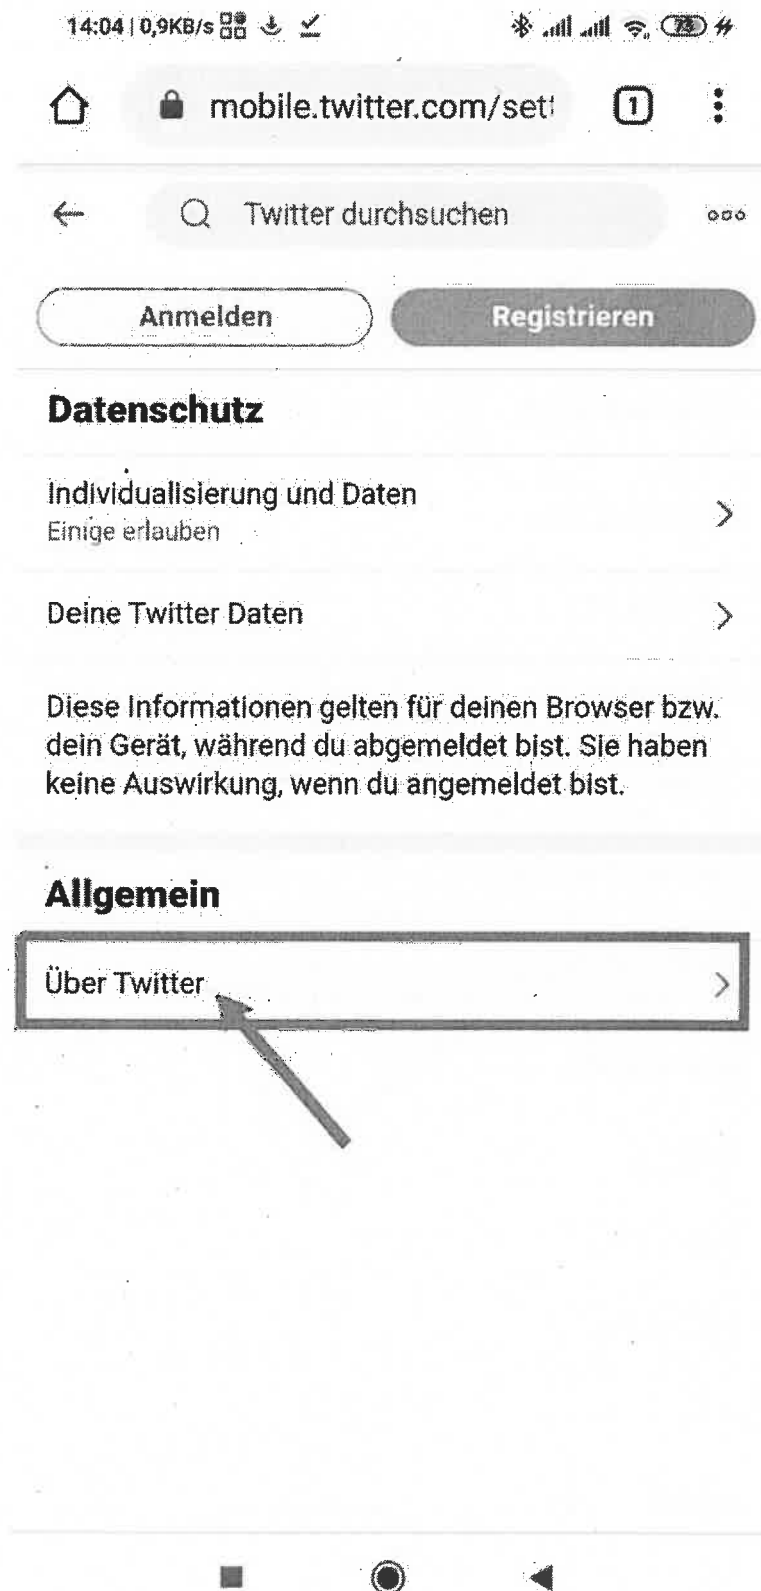 14:04 | 0,9KB/s
73
mobile.twitter.com/set
1
Twitter durchsuchen
Anmelden
Registrieren
Datenschutz
Individualisierung und Daten
Einige erlauben
Deine Twitter Daten
Diese Informationen gelten für deinen Browser bzw.
dein Gerät, während du abgemeldet bist. Sie haben
keine Auswirkung, wenn du angemeldet bist.
Allgemein
Über Twitter